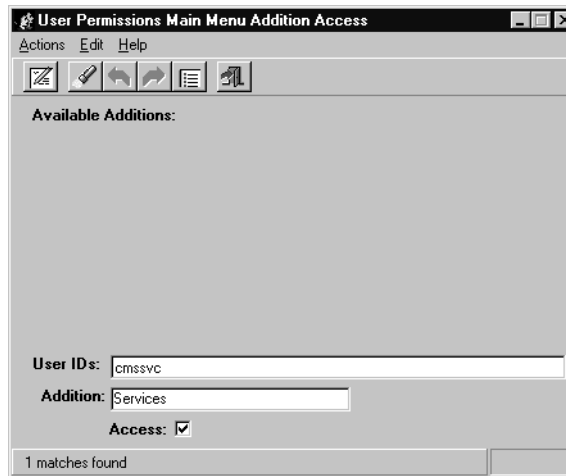 User Permissions Main Menu Addition Access
Actions Edit Help
Available Additions:
User IDs: cmssvc
Addition: Services
Access:
1 matches found